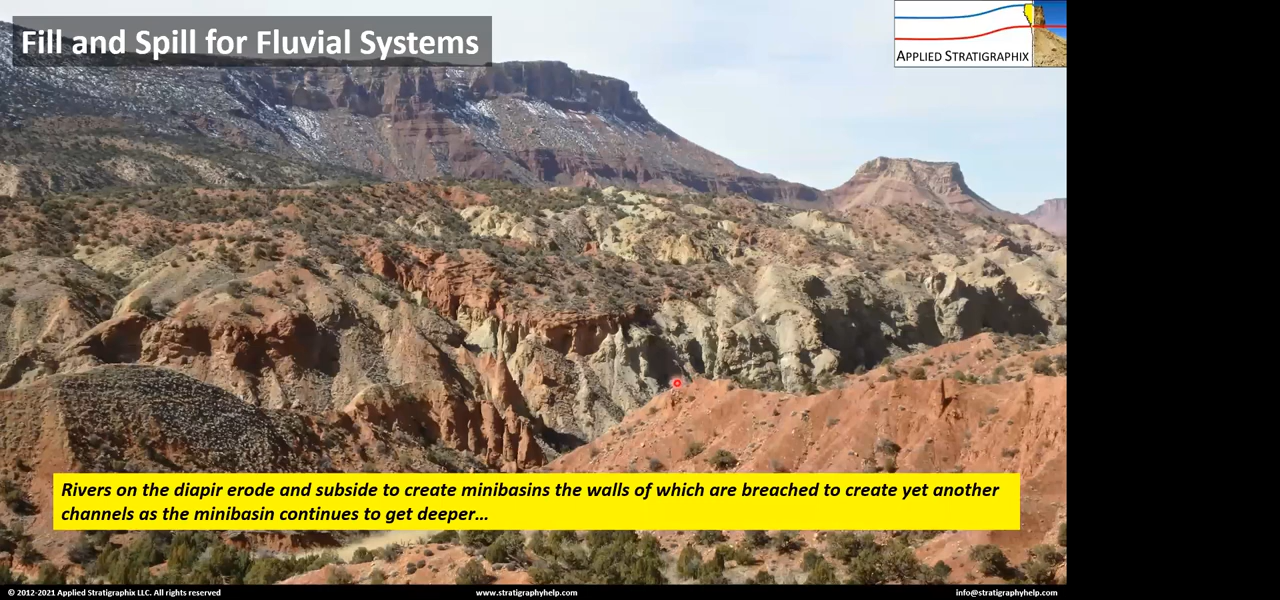 Fill and Spill for Fluvial Systems
APPLIED STRATIGRAPHIX
Rivers on the diapir erode and subside to create minibasins the walls of which are breached to create yet another
channels as the minibasin continues to get deeper...
© 2012-2021 Applied Stratigraphix LLC. All rights reserved
www.stratigraphyhelp.com
info@stratigraphyhelp.com